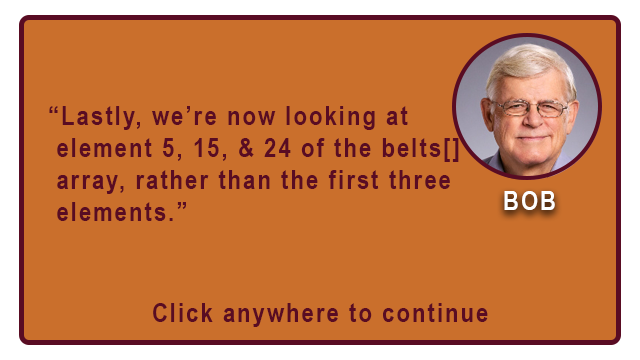 “Lastly, we’re now looking at
element 5, 15, & 24 of the belts[]
array, rather than the first three
elements.”
BOB
Click anywhere to continue